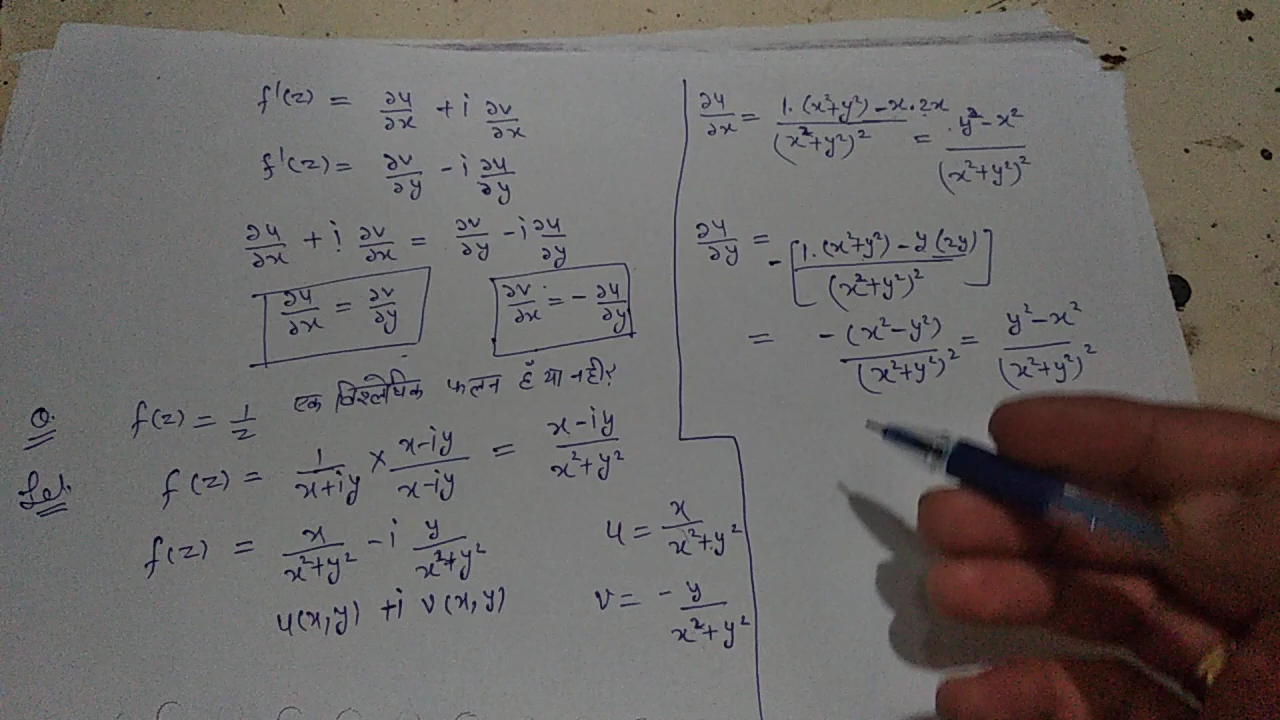 f'(z) = ∂u/∂x + i ∂v/∂x
f'(z) = ∂v/∂y - i ∂u/∂y
∂u/∂x + i ∂v/∂x = ∂v/∂y - i ∂u/∂y
∂u/∂x = ∂v/∂y
∂v/∂x = - ∂u/∂y
Q. f(z) = 1/z एक विश्लेषिक फलन है या नही?
Sol. f(z) = 1/(x+iy) × (x-iy)/(x-iy) = (x-iy)/(x²+y²)
f(z) = x/(x²+y²) - i y/(x²+y²)
u(x,y) + i v(x,y)
u = x/(x²+y²)
v = - y/(x²+y²)
∂u/∂x = (1.(x²+y²) - x.2x)/(x²+y²)² = (y²-x²)/(x²+y²)²
∂u/∂y = -[(1.(x²+y²) - y(2y))/(x²+y²)²]
= -(x²-y²)/(x²+y²)² = (y²-x²)/(x²+y²)²